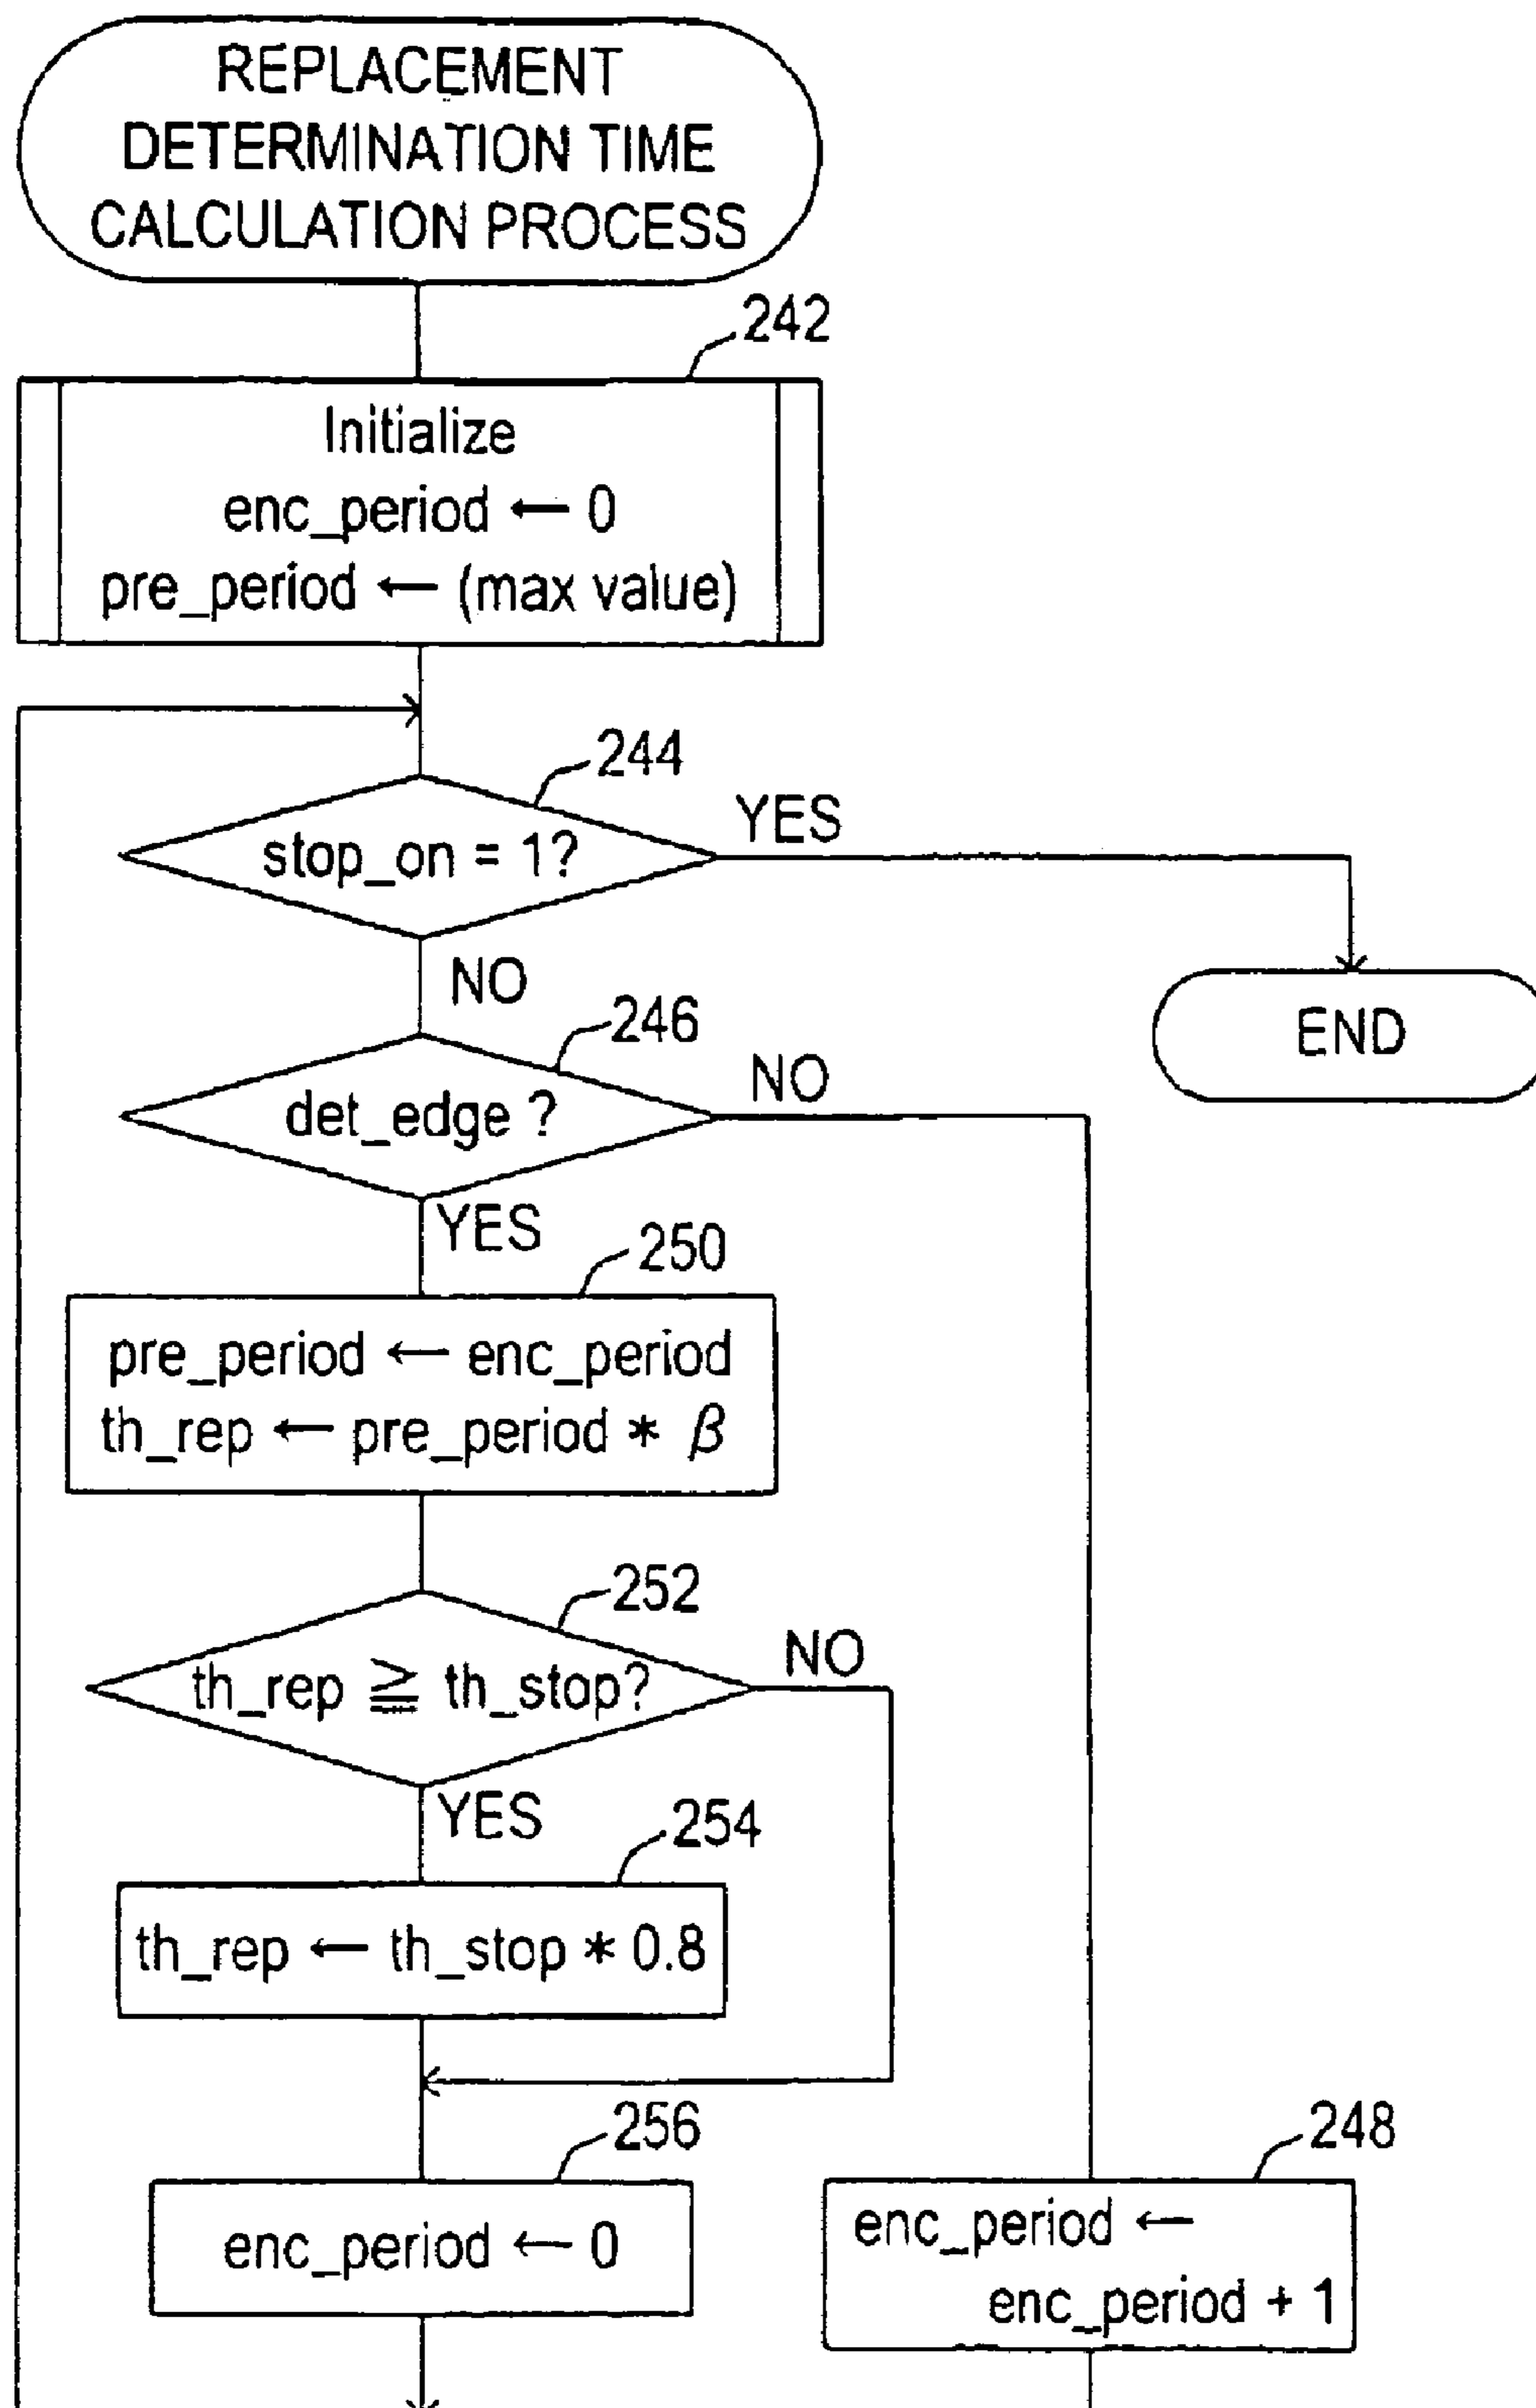 REPLACEMENT
DETERMINATION TIME
CALCULATION PROCESS
242
Initialize
enc_period ← 0
pre_period ← (max value)
244
stop_on = 1?
YES
NO
END
246
det_edge ?
NO
YES
250
pre_period ← enc_period
th_rep ← pre_period * β
252
th_rep ≧ th_stop?
NO
YES
254
th_rep ← th_stop * 0.8
256
enc_period ← 0
248
enc_period ←
enc_period + 1